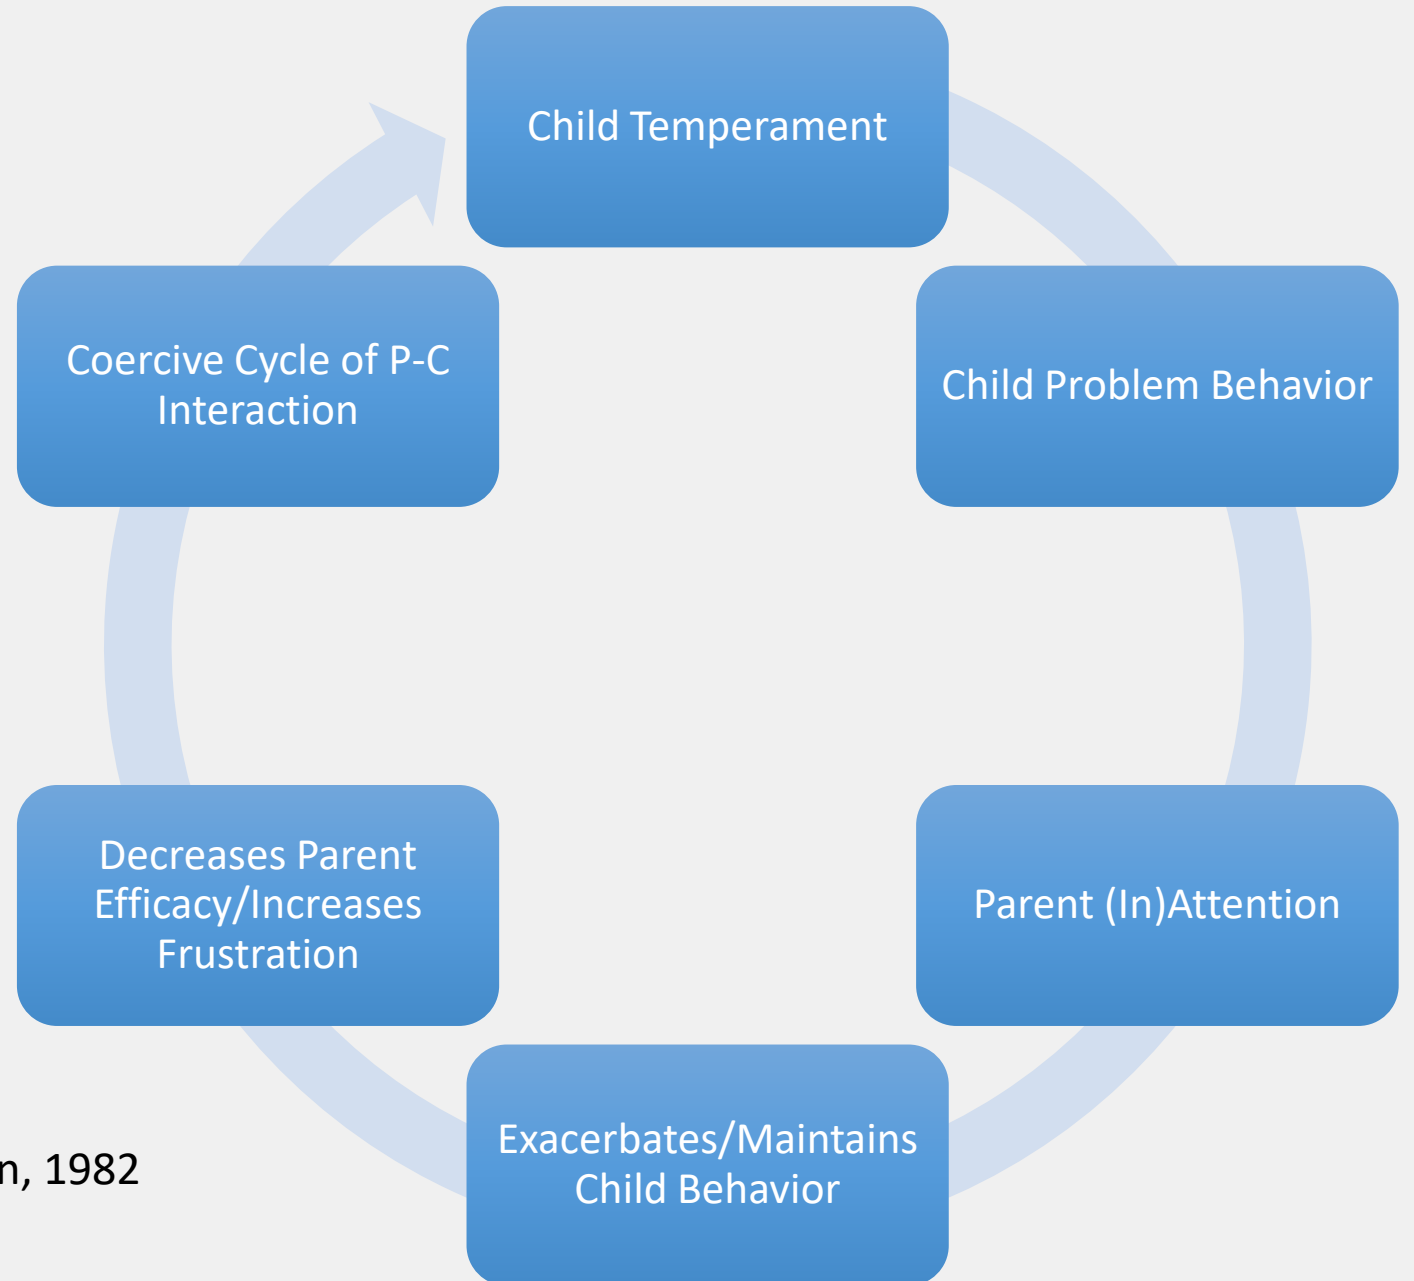 Child Temperament
Child Problem Behavior
Parent (In)Attention
Exacerbates/Maintains
Child Behavior
Decreases Parent
Efficacy/Increases
Frustration
Coercive Cycle of P-C
Interaction
n, 1982